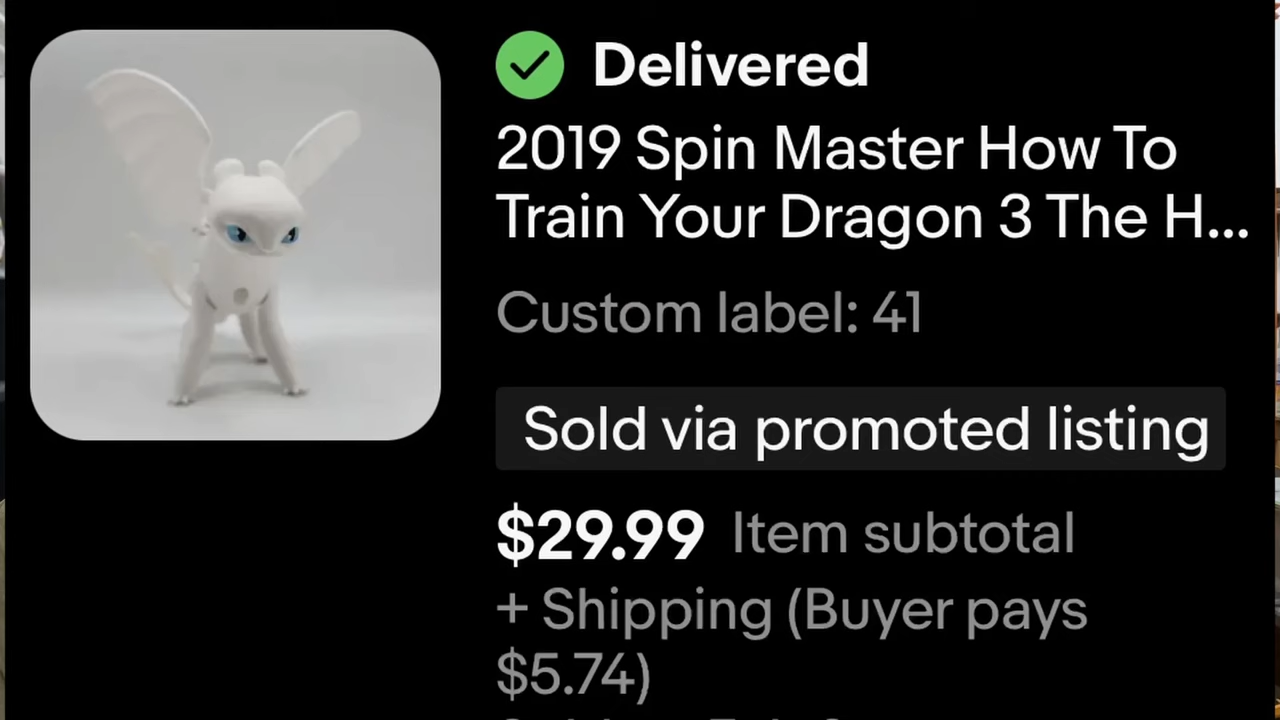 Delivered
2019 Spin Master How To
Train Your Dragon 3 The H...
Custom label: 41
Sold via promoted listing
$29.99 Item subtotal
+ Shipping (Buyer pays
$5.74)